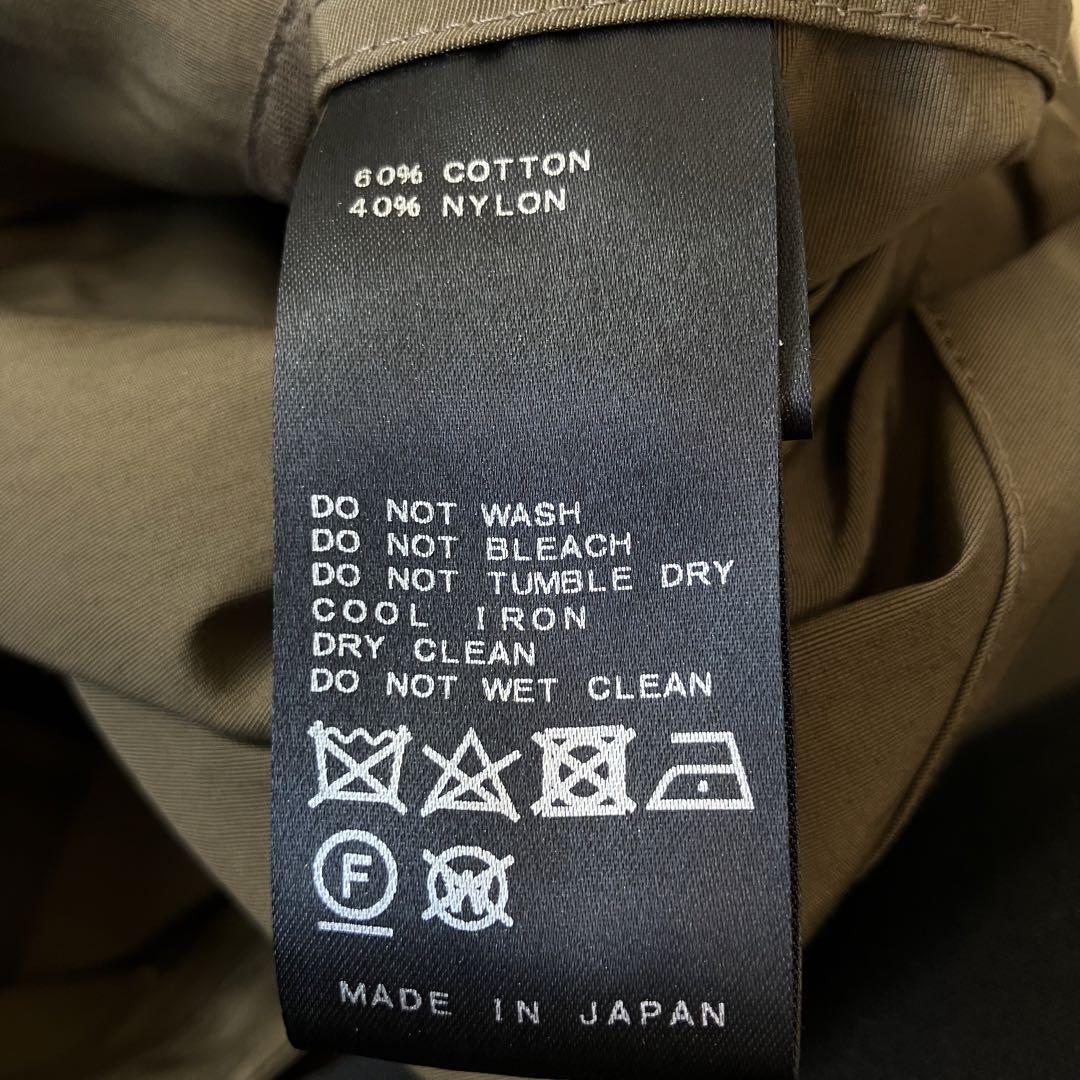 60% COTTON
40% NYLON
DO NOT WASH
DO NOT BLEACH
DO NOT TUMBLE DRY
COOL IRON
DRY CLEAN
DO NOT WET CLEAN
F
W
MADE IN JAPAN